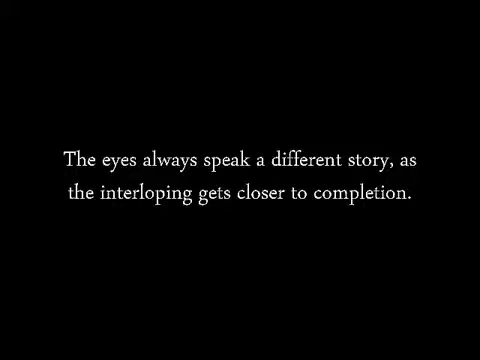 The eyes always speak a different story, as
the interloping gets closer to completion.